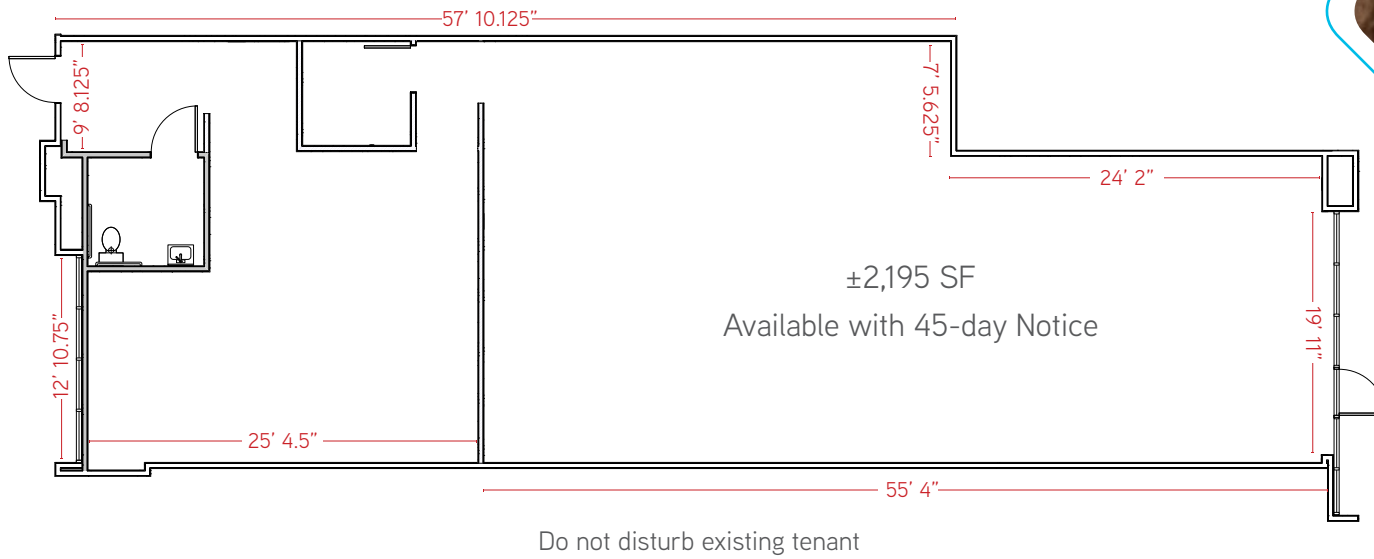 57' 10.125"
9' 8.125"
7' 5.625"
24' 2"
±2,195 SF
Available with 45-day Notice
19' 11"
12' 10.75"
25' 4.5"
55' 4"
Do not disturb existing tenant